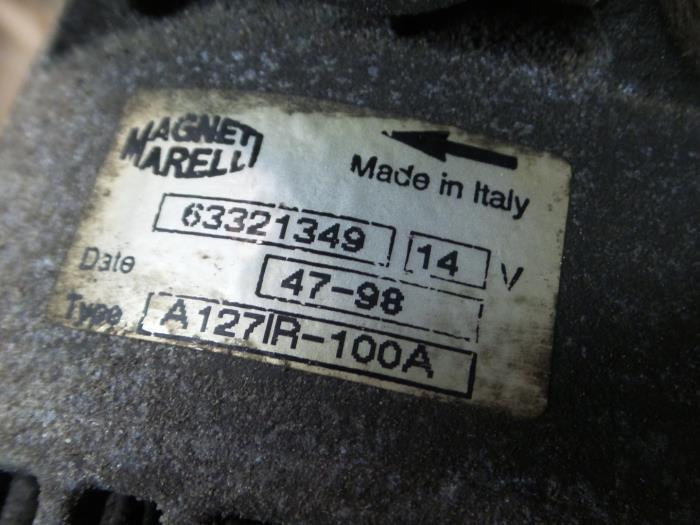 MAGNETI
MARELLI
Made in Italy
63321349 14 V
Date 47-98
Type A127IR-100A